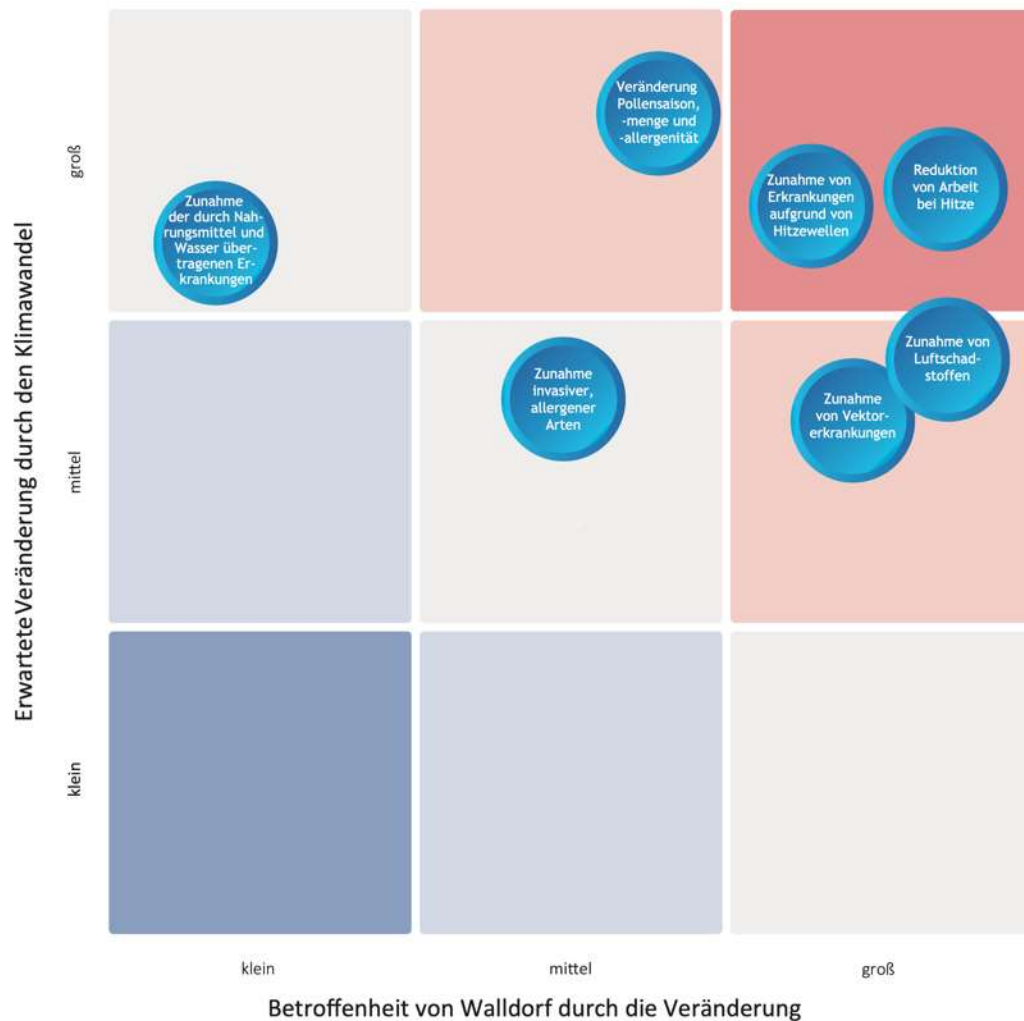 Erwartete Veränderung durch den Klimawandel
groß
mittel
klein
Veränderung
Pollensaison,
-menge und
-allergenität
Zunahme
der durch Nah-
rungsmittel und
Wasser über-
tragenen Er-
krankungen
Zunahme von
Erkrankungen
aufgrund von
Hitzewellen
Reduktion
von Arbeit
bei Hitze
Zunahme
invasiver,
allergener
Arten
Zunahme von
Luftschad-
stoffen
Zunahme
von Vektor-
erkrankungen
klein
mittel
groß
Betroffenheit von Walldorf durch die Veränderung